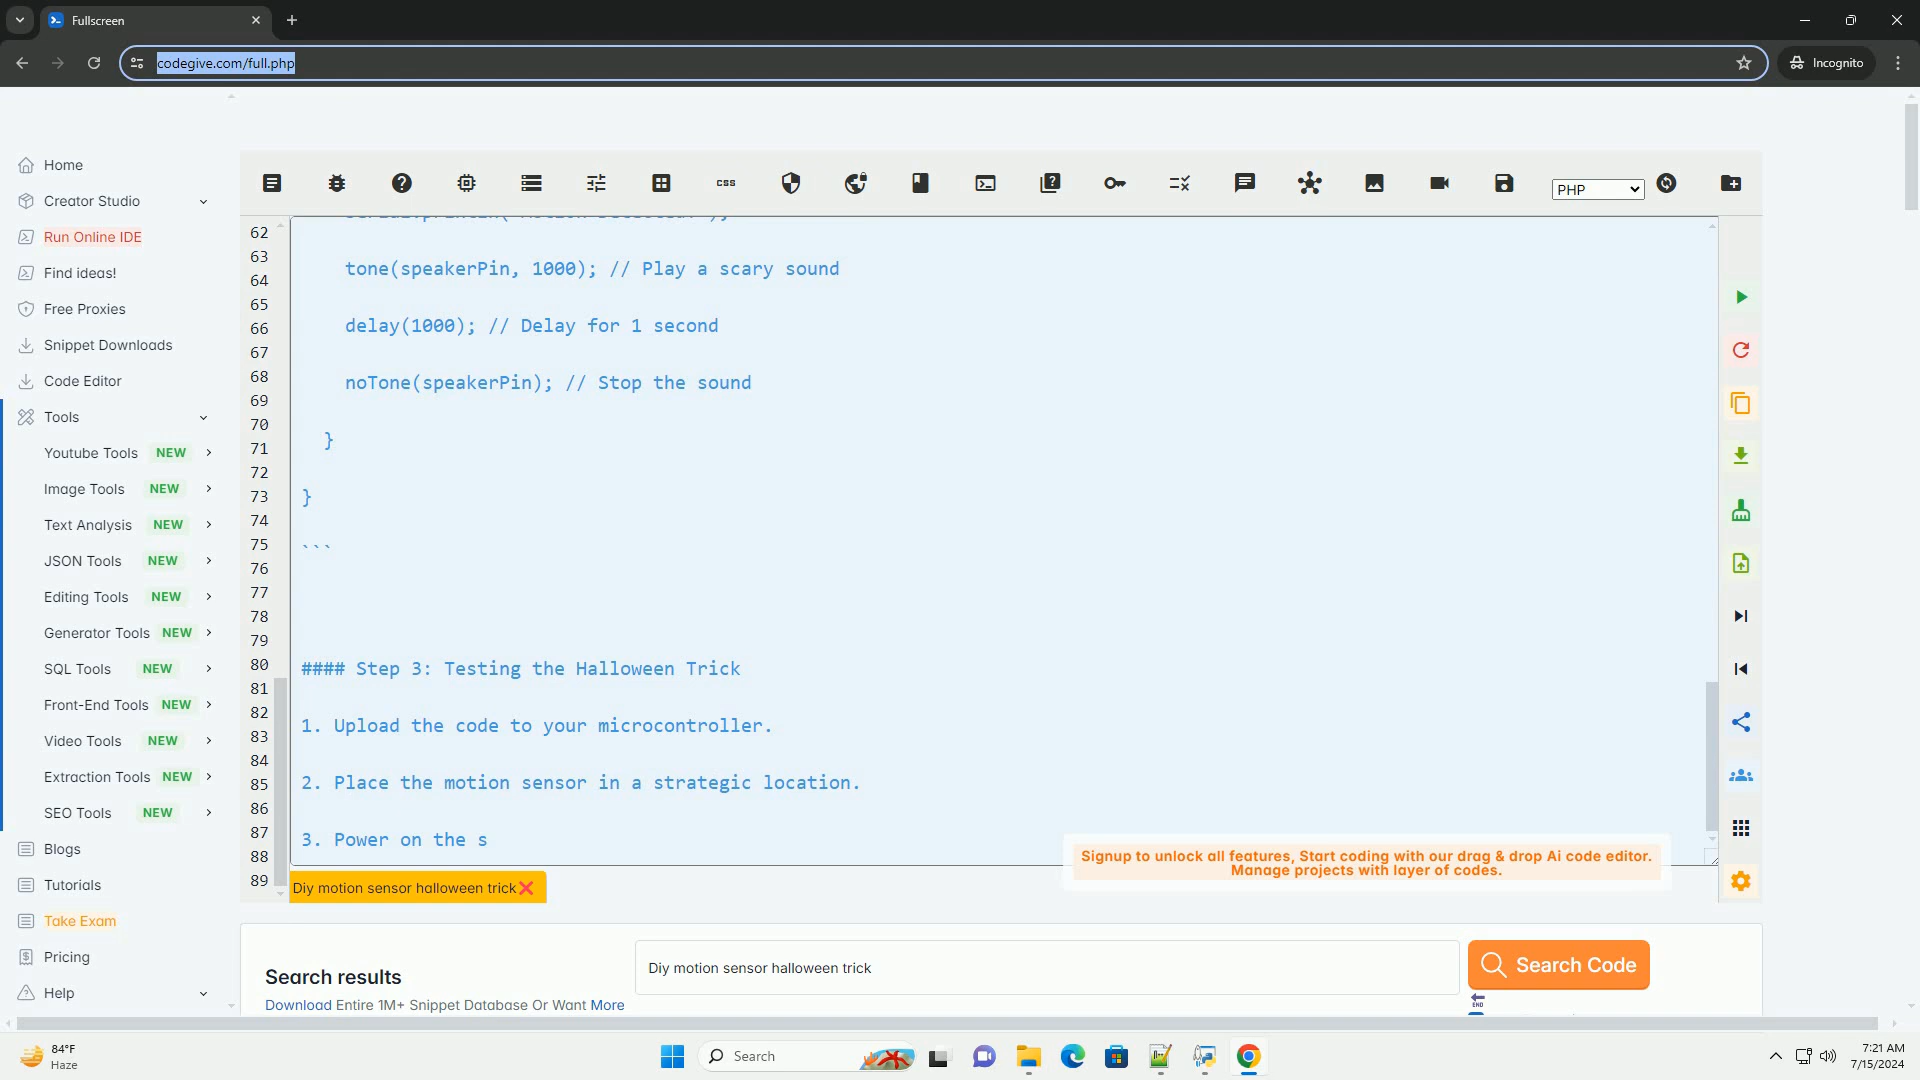 Fullscreen
codegive.com/full.php
Incognito
Home
Creator Studio
Run Online IDE
Find ideas!
Free Proxies
Snippet Downloads
Code Editor
Tools
Youtube Tools NEW
Image Tools NEW
Text Analysis NEW
JSON Tools NEW
Editing Tools NEW
Generator Tools NEW
SQL Tools NEW
Front-End Tools NEW
Video Tools NEW
Extraction Tools NEW
SEO Tools NEW
Blogs
Tutorials
Take Exam
Pricing
Help
css
PHP
62
63
64
65
66
67
68
69
70
71
72
73
74
75
76
77
78
79
80
81
82
83
84
85
86
87
88
89
tone(speakerPin, 1000); // Play a scary sound
delay(1000); // Delay for 1 second
noTone(speakerPin); // Stop the sound
}
}
```
#### Step 3: Testing the Halloween Trick
1. Upload the code to your microcontroller.
2. Place the motion sensor in a strategic location.
3. Power on the s
Signup to unlock all features, Start coding with our drag & drop Ai code editor.
Manage projects with layer of codes.
Diy motion sensor halloween trick
Search results
Download Entire 1M+ Snippet Database Or Want More
Diy motion sensor halloween trick
Search Code
END
84°F
Haze
Search
7:21 AM
7/15/2024